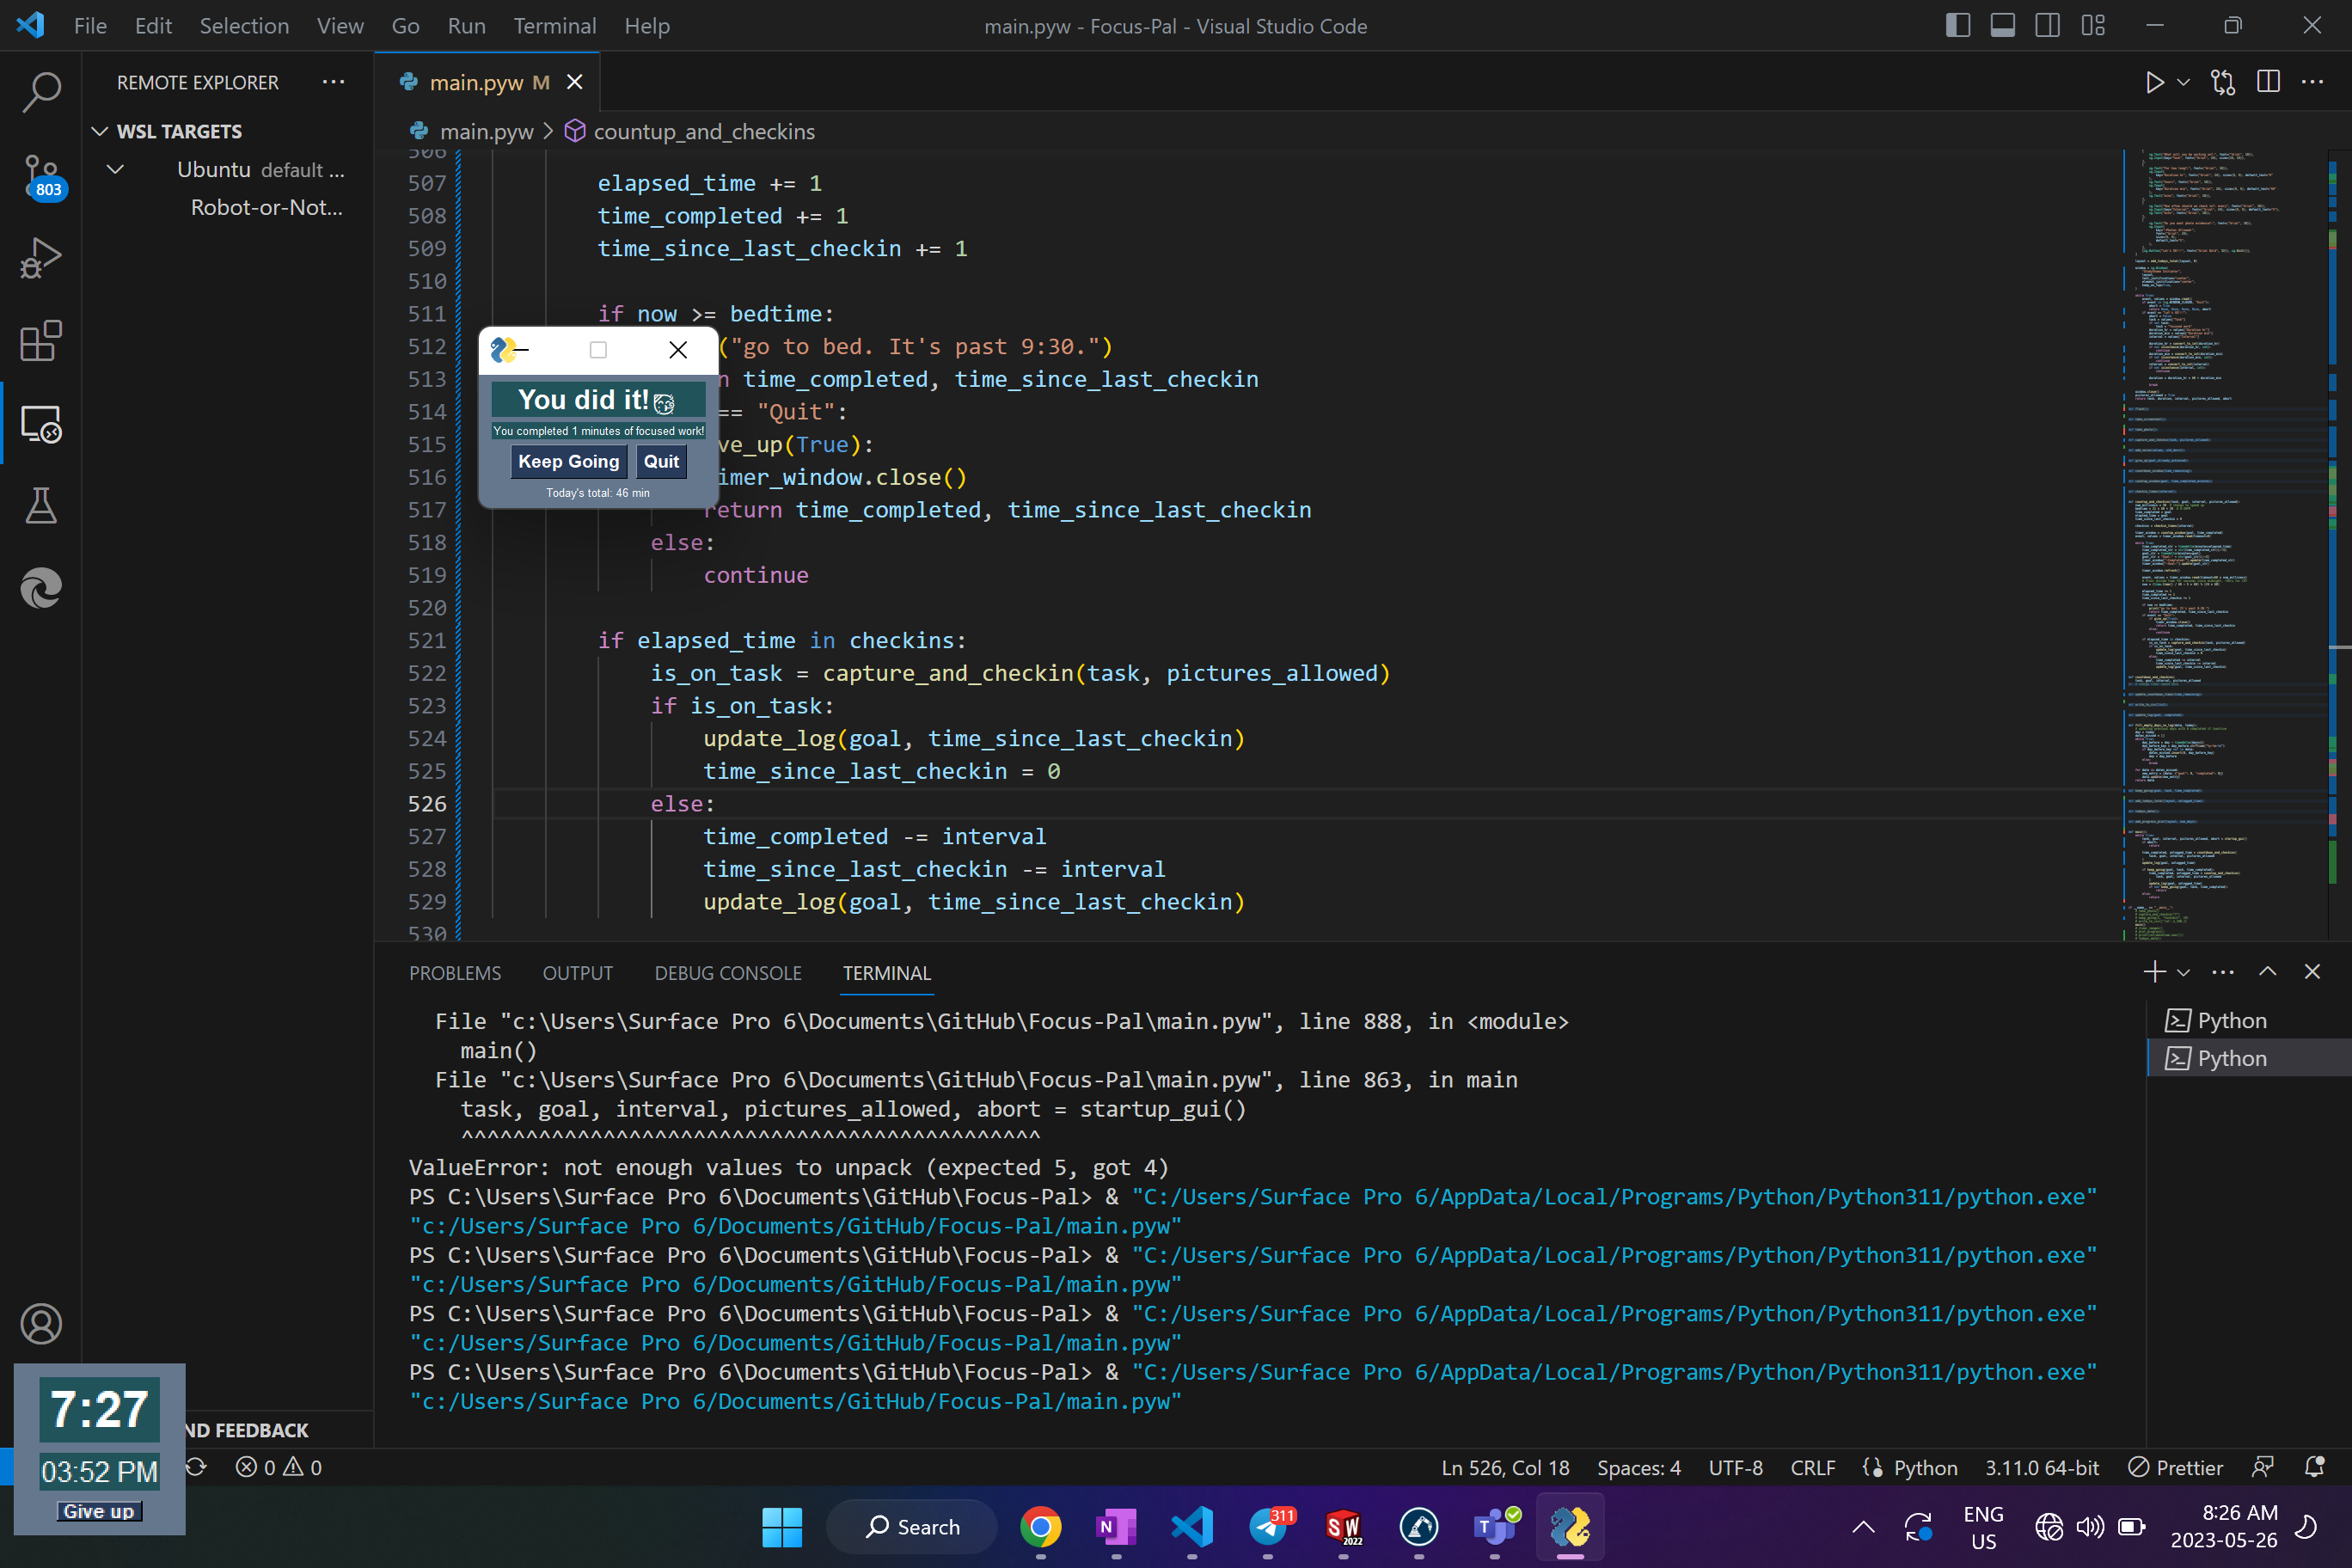 File Edit Selection View Go Run Terminal Help
main.pyw - Focus-Pal - Visual Studio Code
REMOTE EXPLORER
WSL TARGETS
Ubuntu default ...
Robot-or-Not...
803
main.pyw M
main.pyw > countup_and_checkins
506
507 elapsed_time += 1
508 time_completed += 1
509 time_since_last_checkin += 1
510
511 if now >= bedtime:
512 ("go to bed. It's past 9:30.")
513 n time_completed, time_since_last_checkin
514 == "Quit":
515 ve_up(True):
516 imer_window.close()
517 return time_completed, time_since_last_checkin
518 else:
519 continue
520
521 if elapsed_time in checkins:
522 is_on_task = capture_and_checkin(task, pictures_allowed)
523 if is_on_task:
524 update_log(goal, time_since_last_checkin)
525 time_since_last_checkin = 0
526 else:
527 time_completed -= interval
528 time_since_last_checkin -= interval
529 update_log(goal, time_since_last_checkin)
530
You did it!
You completed 1 minutes of focused work!
Keep Going Quit
Today's total: 46 min
PROBLEMS OUTPUT DEBUG CONSOLE TERMINAL
File "c:\Users\Surface Pro 6\Documents\GitHub\Focus-Pal\main.pyw", line 888, in <module>
main()
File "c:\Users\Surface Pro 6\Documents\GitHub\Focus-Pal\main.pyw", line 863, in main
task, goal, interval, pictures_allowed, abort = startup_gui()
^^^^^^^^^^^^^^^^^^^^^^^^^^^^^^^^^^^^^^^^^^^^^
ValueError: not enough values to unpack (expected 5, got 4)
PS C:\Users\Surface Pro 6\Documents\GitHub\Focus-Pal> & "C:/Users/Surface Pro 6/AppData/Local/Programs/Python/Python311/python.exe"
"c:/Users/Surface Pro 6/Documents/GitHub/Focus-Pal/main.pyw"
PS C:\Users\Surface Pro 6\Documents\GitHub\Focus-Pal> & "C:/Users/Surface Pro 6/AppData/Local/Programs/Python/Python311/python.exe"
"c:/Users/Surface Pro 6/Documents/GitHub/Focus-Pal/main.pyw"
PS C:\Users\Surface Pro 6\Documents\GitHub\Focus-Pal> & "C:/Users/Surface Pro 6/AppData/Local/Programs/Python/Python311/python.exe"
"c:/Users/Surface Pro 6/Documents/GitHub/Focus-Pal/main.pyw"
PS C:\Users\Surface Pro 6\Documents\GitHub\Focus-Pal> & "C:/Users/Surface Pro 6/AppData/Local/Programs/Python/Python311/python.exe"
"c:/Users/Surface Pro 6/Documents/GitHub/Focus-Pal/main.pyw"
Python
Python
7:27
03:52 PM
Give up
ND FEEDBACK
0 0
Ln 526, Col 18 Spaces: 4 UTF-8 CRLF Python 3.11.0 64-bit Prettier
Search
N
311
SW
2022
T
ENG
US
8:26 AM
2023-05-26